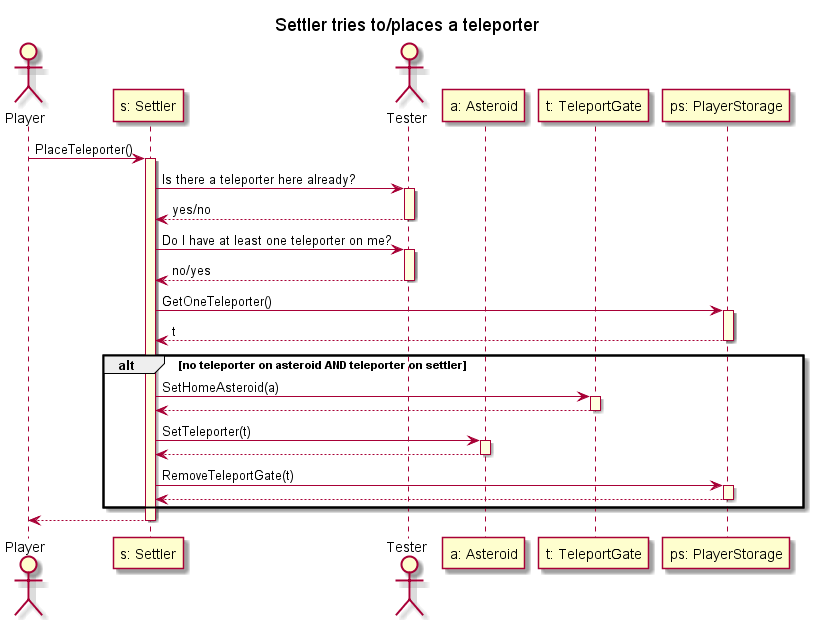 Settler tries to/places a teleporter
Player
s: Settler
Tester
a: Asteroid
t: TeleportGate
ps: PlayerStorage
PlaceTeleporter()
Is there a teleporter here already?
yes/no
Do I have at least one teleporter on me?
no/yes
GetOneTeleporter()
t
alt
[no teleporter on asteroid AND teleporter on settler]
SetHomeAsteroid(a)
SetTeleporter(t)
RemoveTeleportGate(t)
Player
s: Settler
Tester
a: Asteroid
t: TeleportGate
ps: PlayerStorage